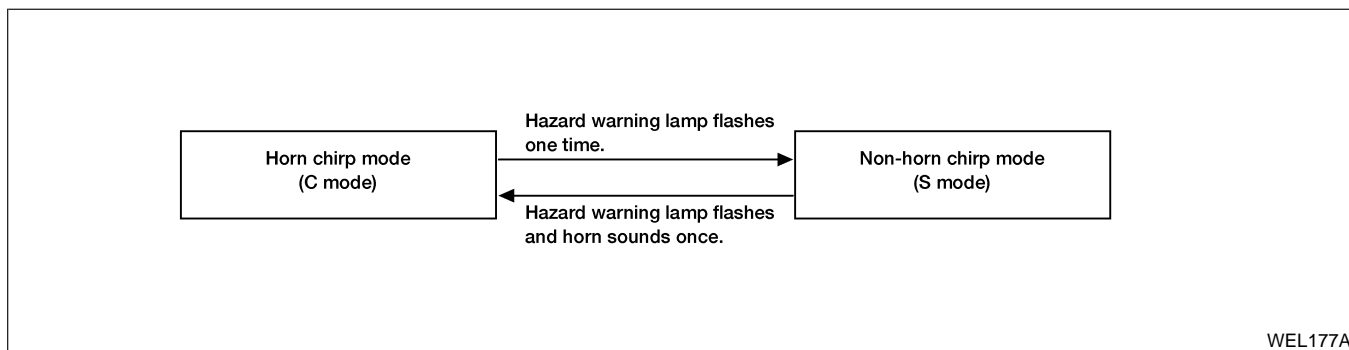 Hazard warning lamp flashes
one time.
Horn chirp mode
(C mode)
Non-horn chirp mode
(S mode)
Hazard warning lamp flashes
and horn sounds once.
WEL177A